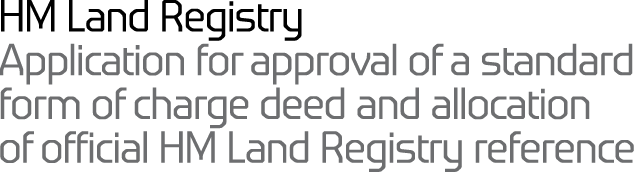 HM Land Registry
Application for approval of a standard
form of charge deed and allocation
of official HM Land Registry reference